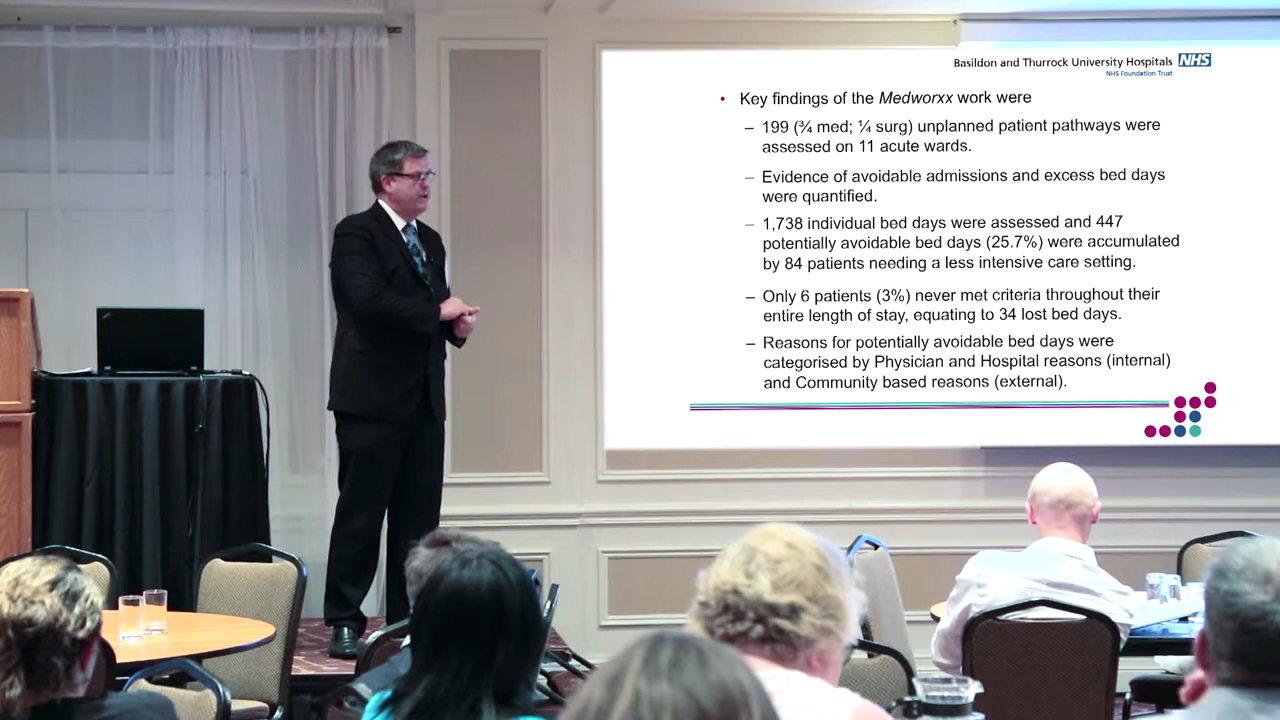 Basildon and Thurrock University Hospitals NHS
NHS Foundation Trust
• Key findings of the Medworxx work were
– 199 (¾ med; ¼ surg) unplanned patient pathways were
assessed on 11 acute wards.
– Evidence of avoidable admissions and excess bed days
were quantified.
– 1,738 individual bed days were assessed and 447
potentially avoidable bed days (25.7%) were accumulated
by 84 patients needing a less intensive care setting.
– Only 6 patients (3%) never met criteria throughout their
entire length of stay, equating to 34 lost bed days.
– Reasons for potentially avoidable bed days were
categorised by Physician and Hospital reasons (internal)
and Community based reasons (external).